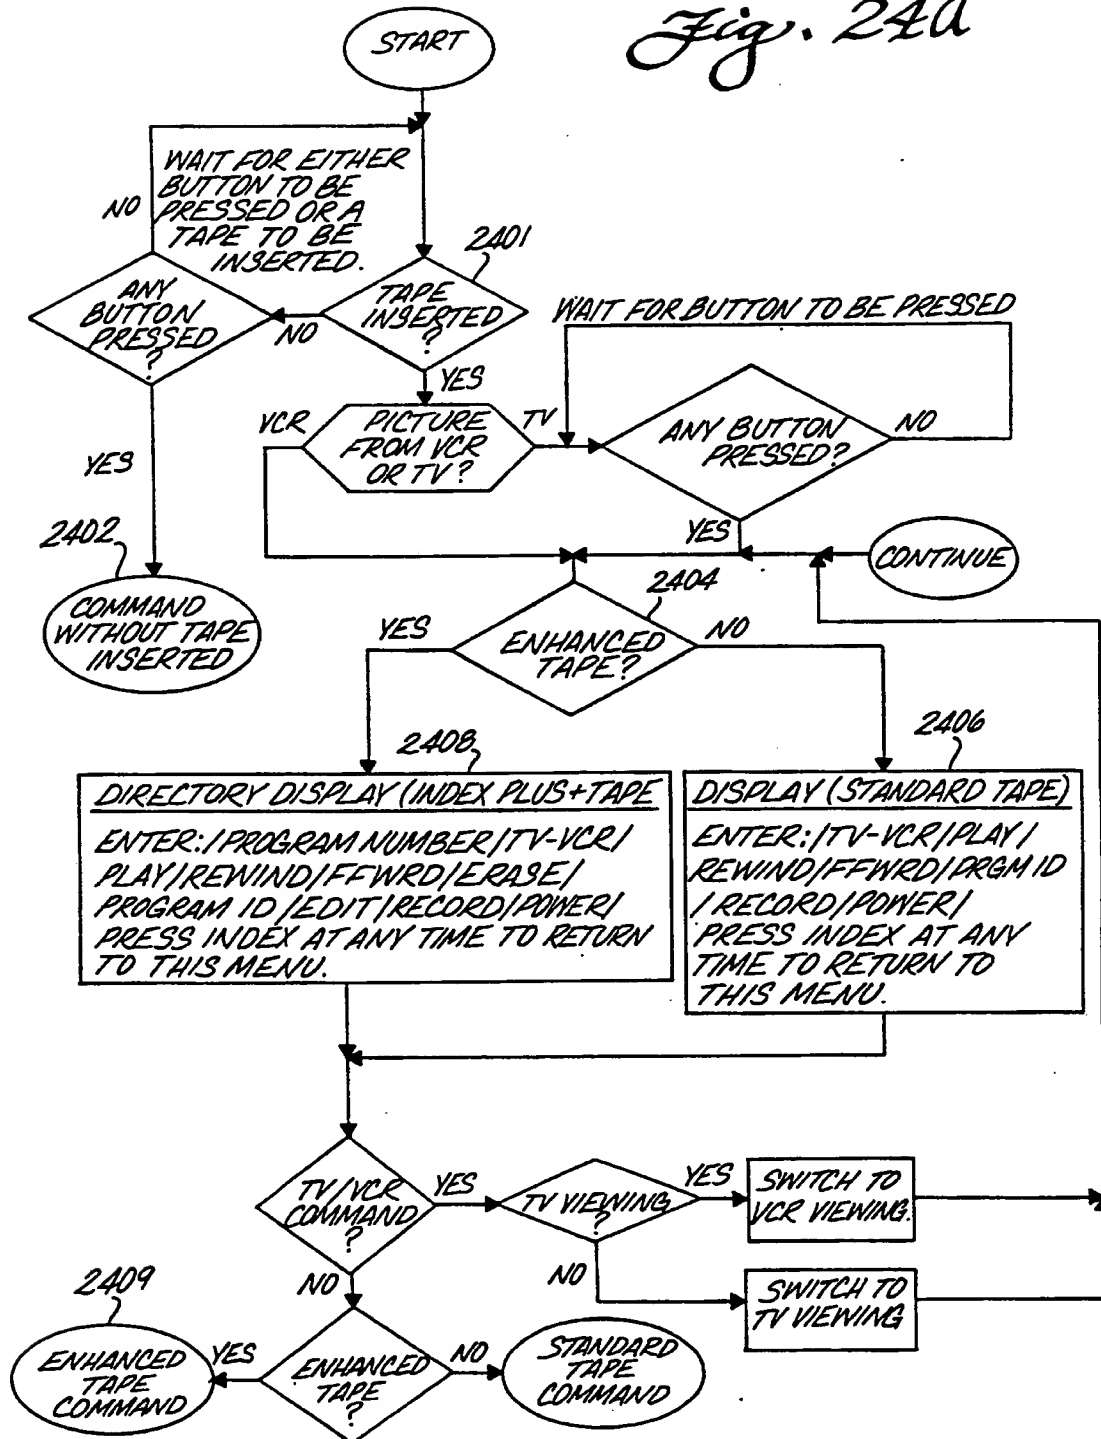 Fig. 24a
START
WAIT FOR EITHER
BUTTON TO BE
PRESSED OR A
TAPE TO BE
INSERTED.
NO
2401
ANY
BUTTON
PRESSED
?
NO
TAPE
INSERTED
?
WAIT FOR BUTTON TO BE PRESSED
YES
VCR
PICTURE
FROM VCR
OR TV?
TV
ANY BUTTON
PRESSED?
NO
YES
YES
2402
COMMAND
WITHOUT TAPE
INSERTED
CONTINUE
2404
YES
ENHANCED
TAPE?
NO
2408
2406
DIRECTORY DISPLAY (INDEX PLUS+TAPE
ENTER:/PROGRAM NUMBER/TV-VCR/
PLAY/REWIND/FFWRD/ERASE/
PROGRAM ID/EDIT/RECORD/POWER/
PRESS INDEX AT ANY TIME TO RETURN
TO THIS MENU.
DISPLAY (STANDARD TAPE)
ENTER:/TV-VCR/PLAY/
REWIND/FFWRD/PRGM ID
/RECORD/POWER/
PRESS INDEX AT ANY
TIME TO RETURN TO
THIS MENU.
TV/VCR
COMMAND
?
YES
TV VIEWING
?
YES
SWITCH TO
VCR VIEWING.
NO
NO
SWITCH TO
TV VIEWING
2409
ENHANCED
TAPE
COMMAND
YES
ENHANCED
TAPE
?
NO
STANDARD
TAPE
COMMAND